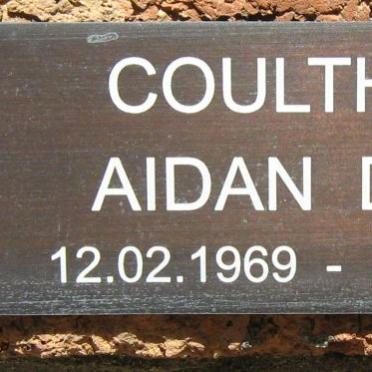 COULTH
AIDAN D
12.02.1969 -